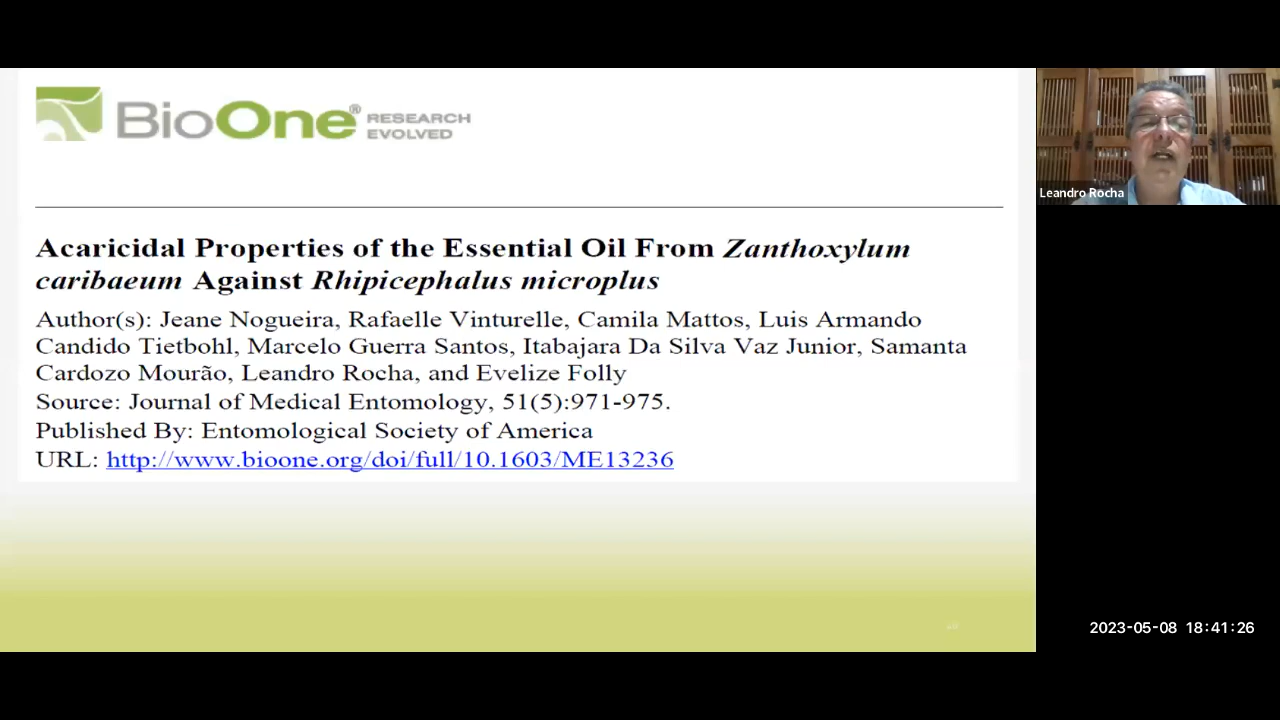 BioOne® RESEARCH EVOLVED
Acaricidal Properties of the Essential Oil From Zanthoxylum
caribaeum Against Rhipicephalus microplus
Author(s): Jeane Nogueira, Rafaelle Vinturelle, Camila Mattos, Luis Armando
Candido Tietbohl, Marcelo Guerra Santos, Itabajara Da Silva Vaz Junior, Samanta
Cardozo Mourão, Leandro Rocha, and Evelize Folly
Source: Journal of Medical Entomology, 51(5):971-975.
Published By: Entomological Society of America
URL: http://www.bioone.org/doi/full/10.1603/ME13236
Leandro Rocha
2023-05-08 18:41:26